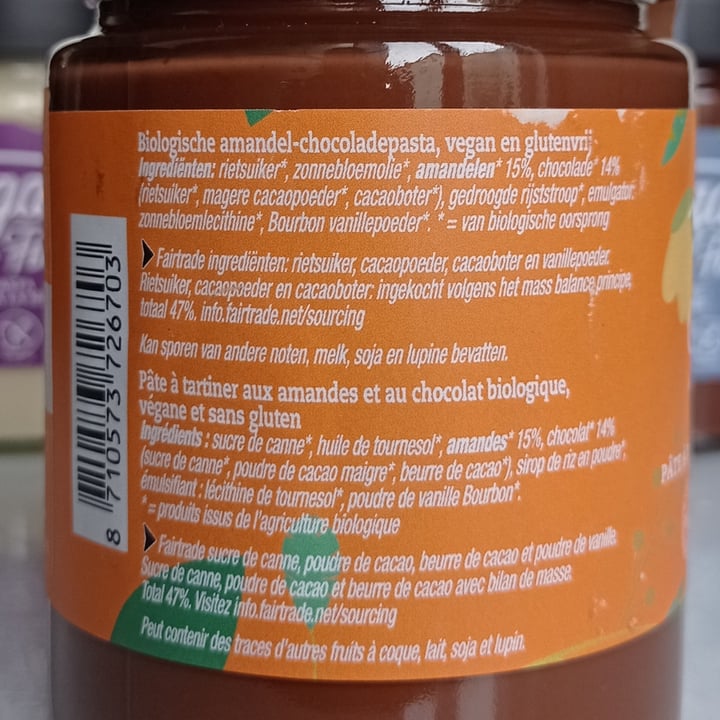 Biologische amandel-chocoladepasta, vegan en glutenvrij
Ingrediënten: rietsuiker*, zonnebloemolie*, amandelen* 15%, chocolade* 14%
(rietsuiker*, magere cacaopoeder*, cacaoboter*), gedroogde rijststroop*, emulgator:
zonnebloemlecithine*, Bourbon vanillepoeder*. * = van biologische oorsprong
Fairtrade ingrediënten: rietsuiker, cacaopoeder, cacaoboter en vanillepoeder.
Rietsuiker, cacaopoeder en cacaoboter: ingekocht volgens het mass balance principe,
totaal 47%. info.fairtrade.net/sourcing
Kan sporen van andere noten, melk, soja en lupine bevatten.
Pâte à tartiner aux amandes et au chocolat biologique,
végane et sans gluten
Ingrédients : sucre de canne*, huile de tournesol*, amandes* 15%, chocolat* 14%
(sucre de canne*, poudre de cacao maigre*, beurre de cacao*), sirop de riz en poudre*,
émulsifiant : lécithine de tournesol*, poudre de vanille Bourbon*.
* = produits issus de l'agriculture biologique
Fairtrade sucre de canne, poudre de cacao, beurre de cacao et poudre de vanille.
Sucre de canne, poudre de cacao et beurre de cacao avec bilan de masse.
Total 47%. Visitez info.fairtrade.net/sourcing
Peut contenir des traces d'autres fruits à coque, lait, soja et lupin.
8 710573 726703